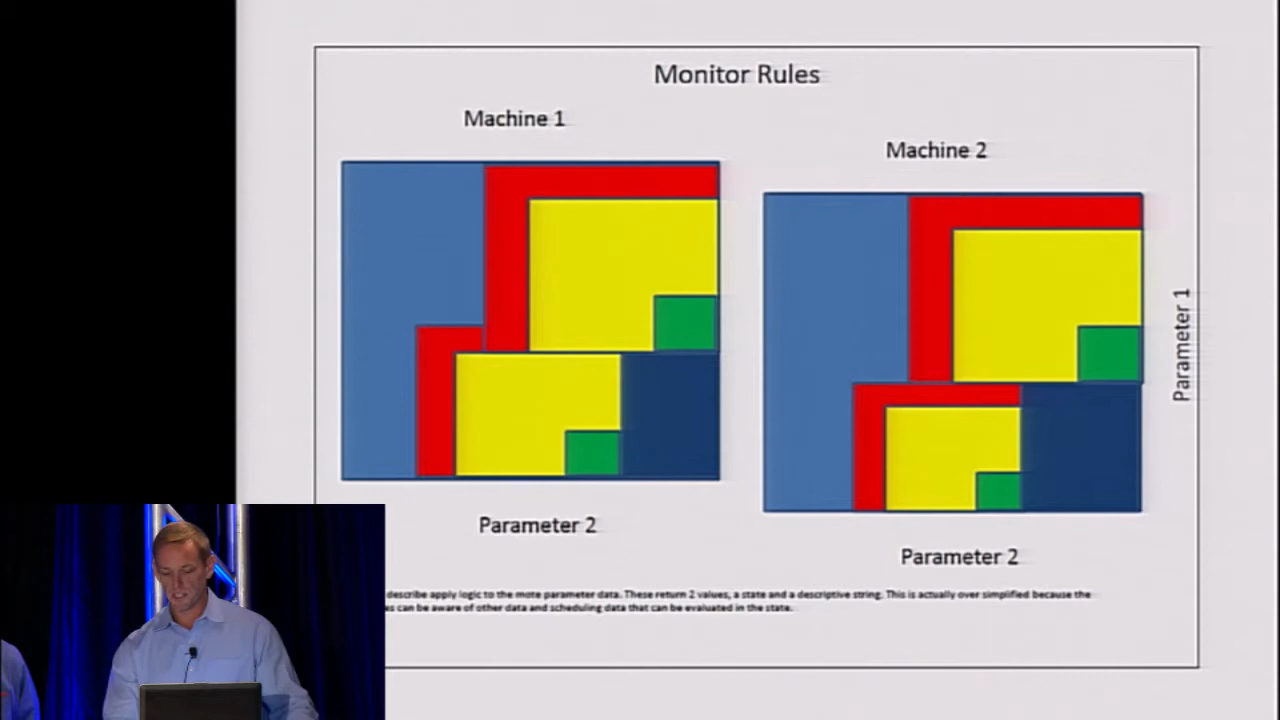 Monitor Rules
Machine 1
Machine 2
Parameter 1
Parameter 2
Parameter 2
describe apply logic to the mote parameter data. These return 2 values, a state and a descriptive string. This is actually over simplified because the
can be aware of other data and scheduling data that can be evaluated in the state.